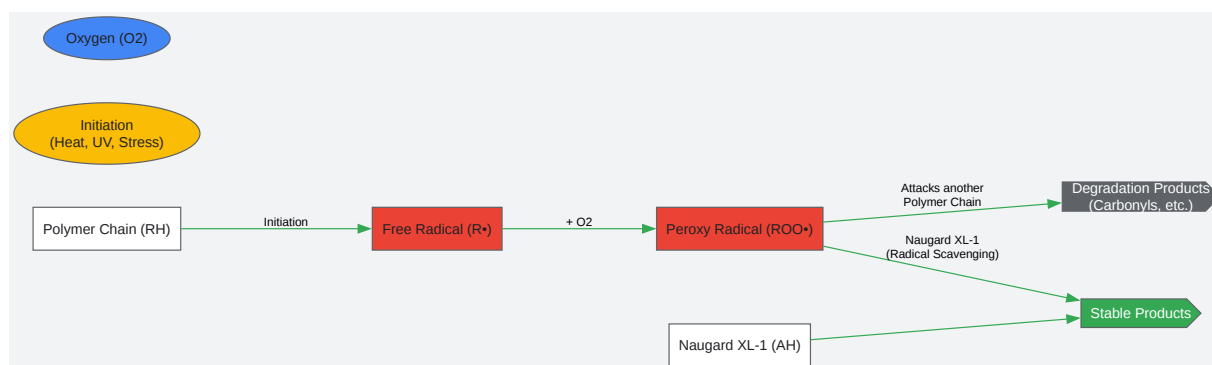 Oxygen (O2)
Initiation
(Heat, UV, Stress)
Polymer Chain (RH)
Initiation
Free Radical (R•)
+ O2
Peroxy Radical (ROO•)
Attacks another
Polymer Chain
Degradation Products
(Carbonyls, etc.)
Naugard XL-1
(Radical Scavenging)
Stable Products
Naugard XL-1 (AH)